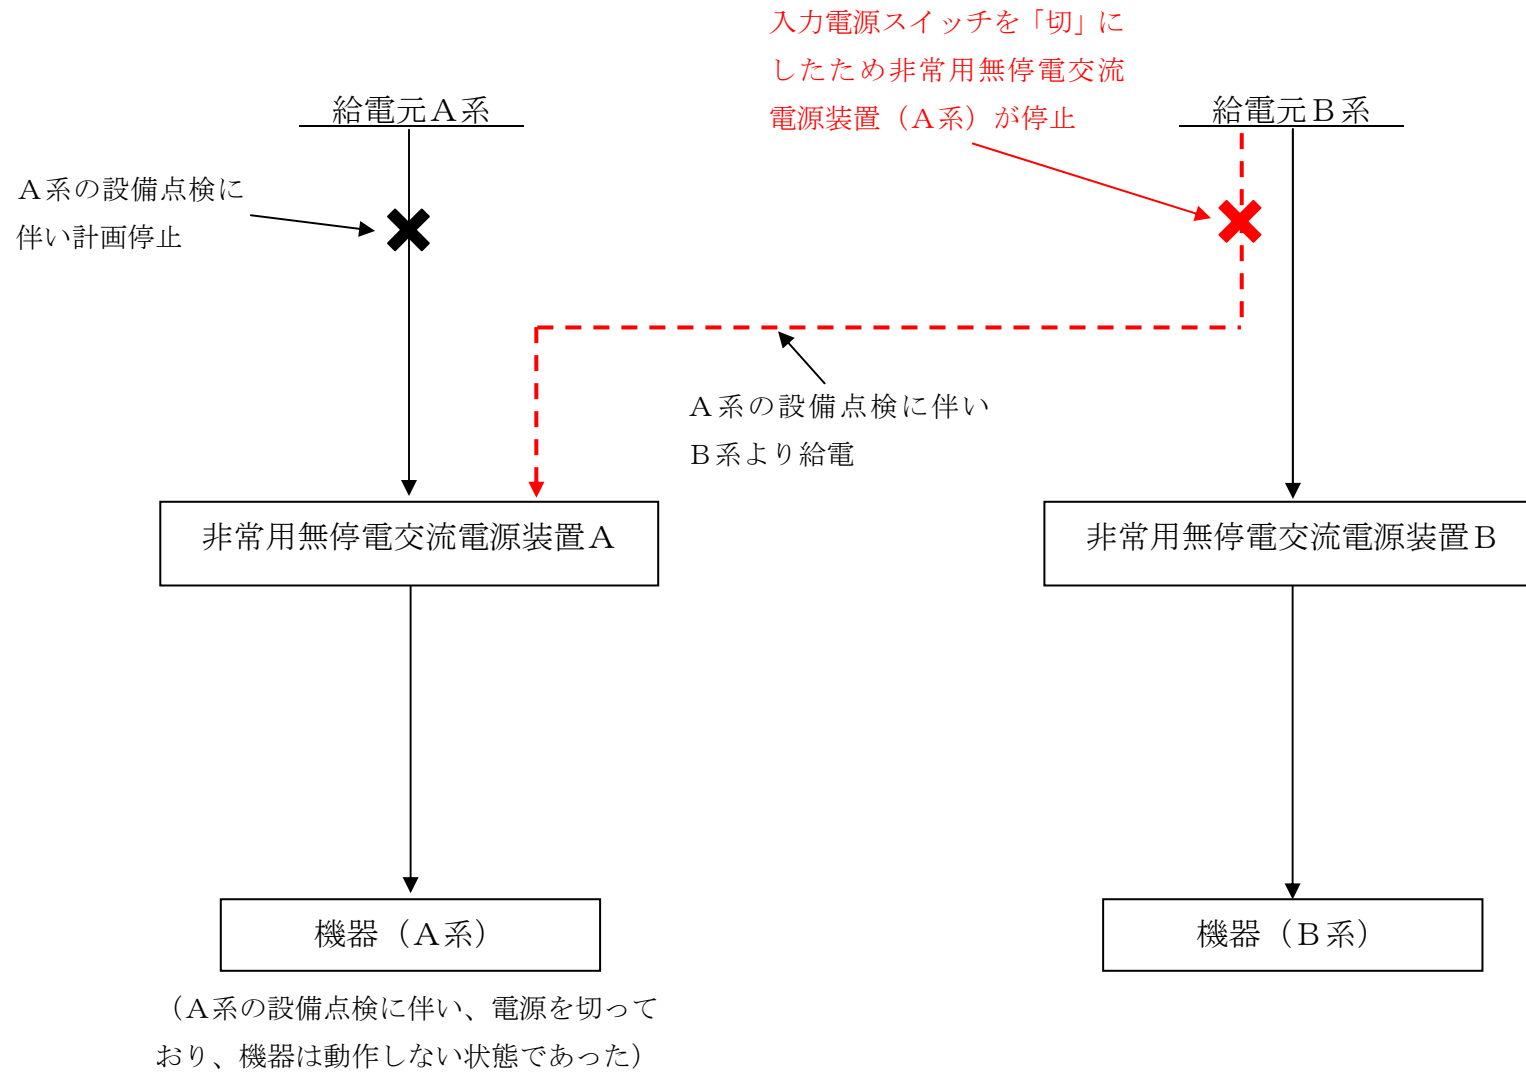 入力電源スイッチを「切」に
したため非常用無停電交流
電源装置（Ａ系）が停止
給電元Ａ系
給電元Ｂ系
Ａ系の設備点検に
伴い計画停止
Ａ系の設備点検に伴い
Ｂ系より給電
非常用無停電交流電源装置Ａ
非常用無停電交流電源装置Ｂ
機器（Ａ系）
機器（Ｂ系）
（Ａ系の設備点検に伴い、電源を切って
おり、機器は動作しない状態であった）